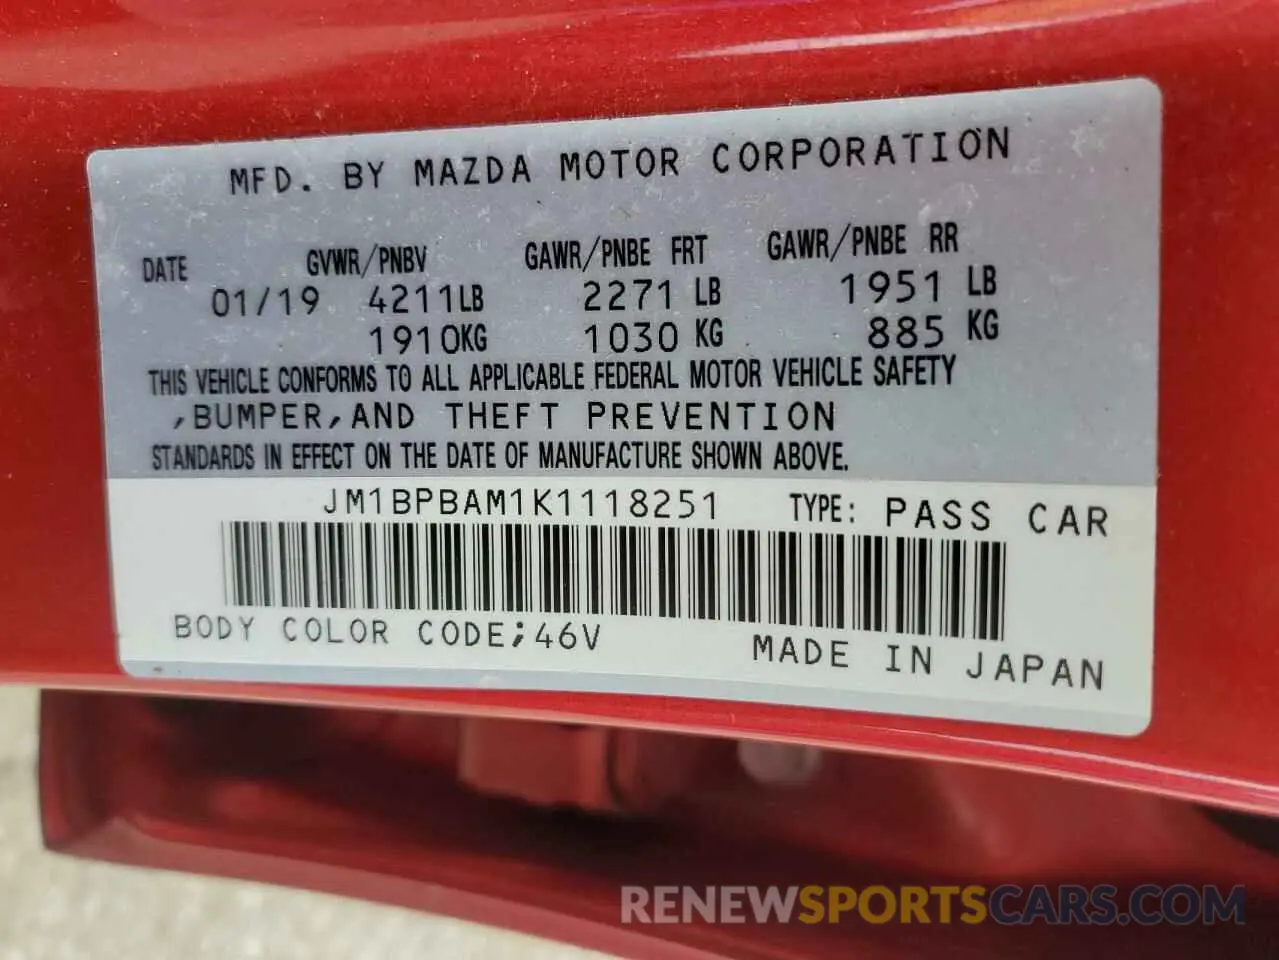 MFD. BY MAZDA MOTOR CORPORATION
DATE GVWR/PNBV GAWR/PNBE FRT GAWR/PNBE RR
01/19 4211LB 2271 LB 1951 LB
1910KG 1030 KG 885 KG
THIS VEHICLE CONFORMS TO ALL APPLICABLE FEDERAL MOTOR VEHICLE SAFETY
,BUMPER,AND THEFT PREVENTION
STANDARDS IN EFFECT ON THE DATE OF MANUFACTURE SHOWN ABOVE.
JM1BPBAM1K1118251 TYPE: PASS CAR
BODY COLOR CODE;46V MADE IN JAPAN
RENEWSPORTSCARS.COM